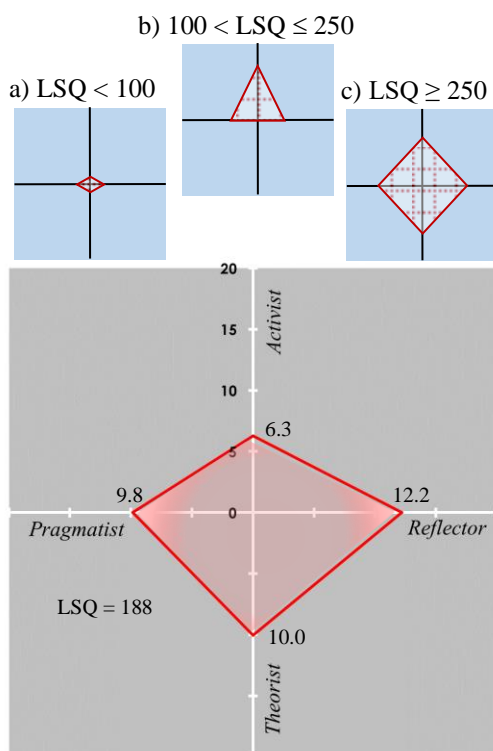 b) 100 < LSQ ≤ 250
a) LSQ < 100
c) LSQ ≥ 250
20
Activist
15
10
6.3
5
9.8
12.2
0
Pragmatist
Reflector
LSQ = 188
10.0
Theorist